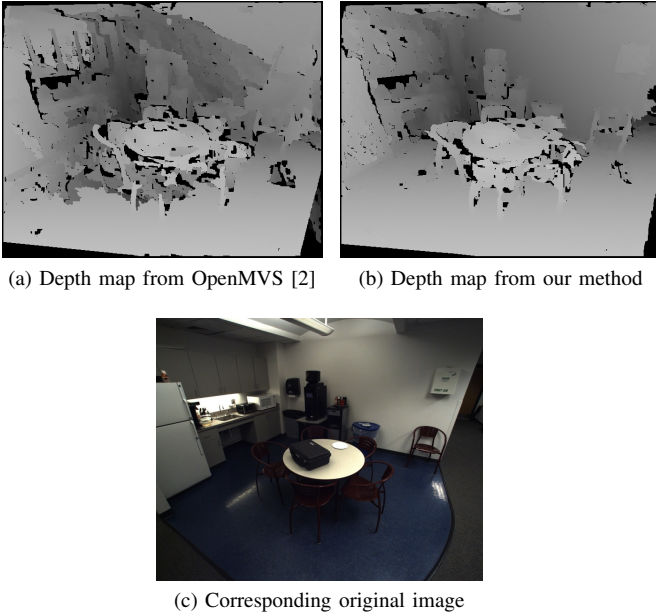 (a) Depth map from OpenMVS [2]
(b) Depth map from our method
(c) Corresponding original image